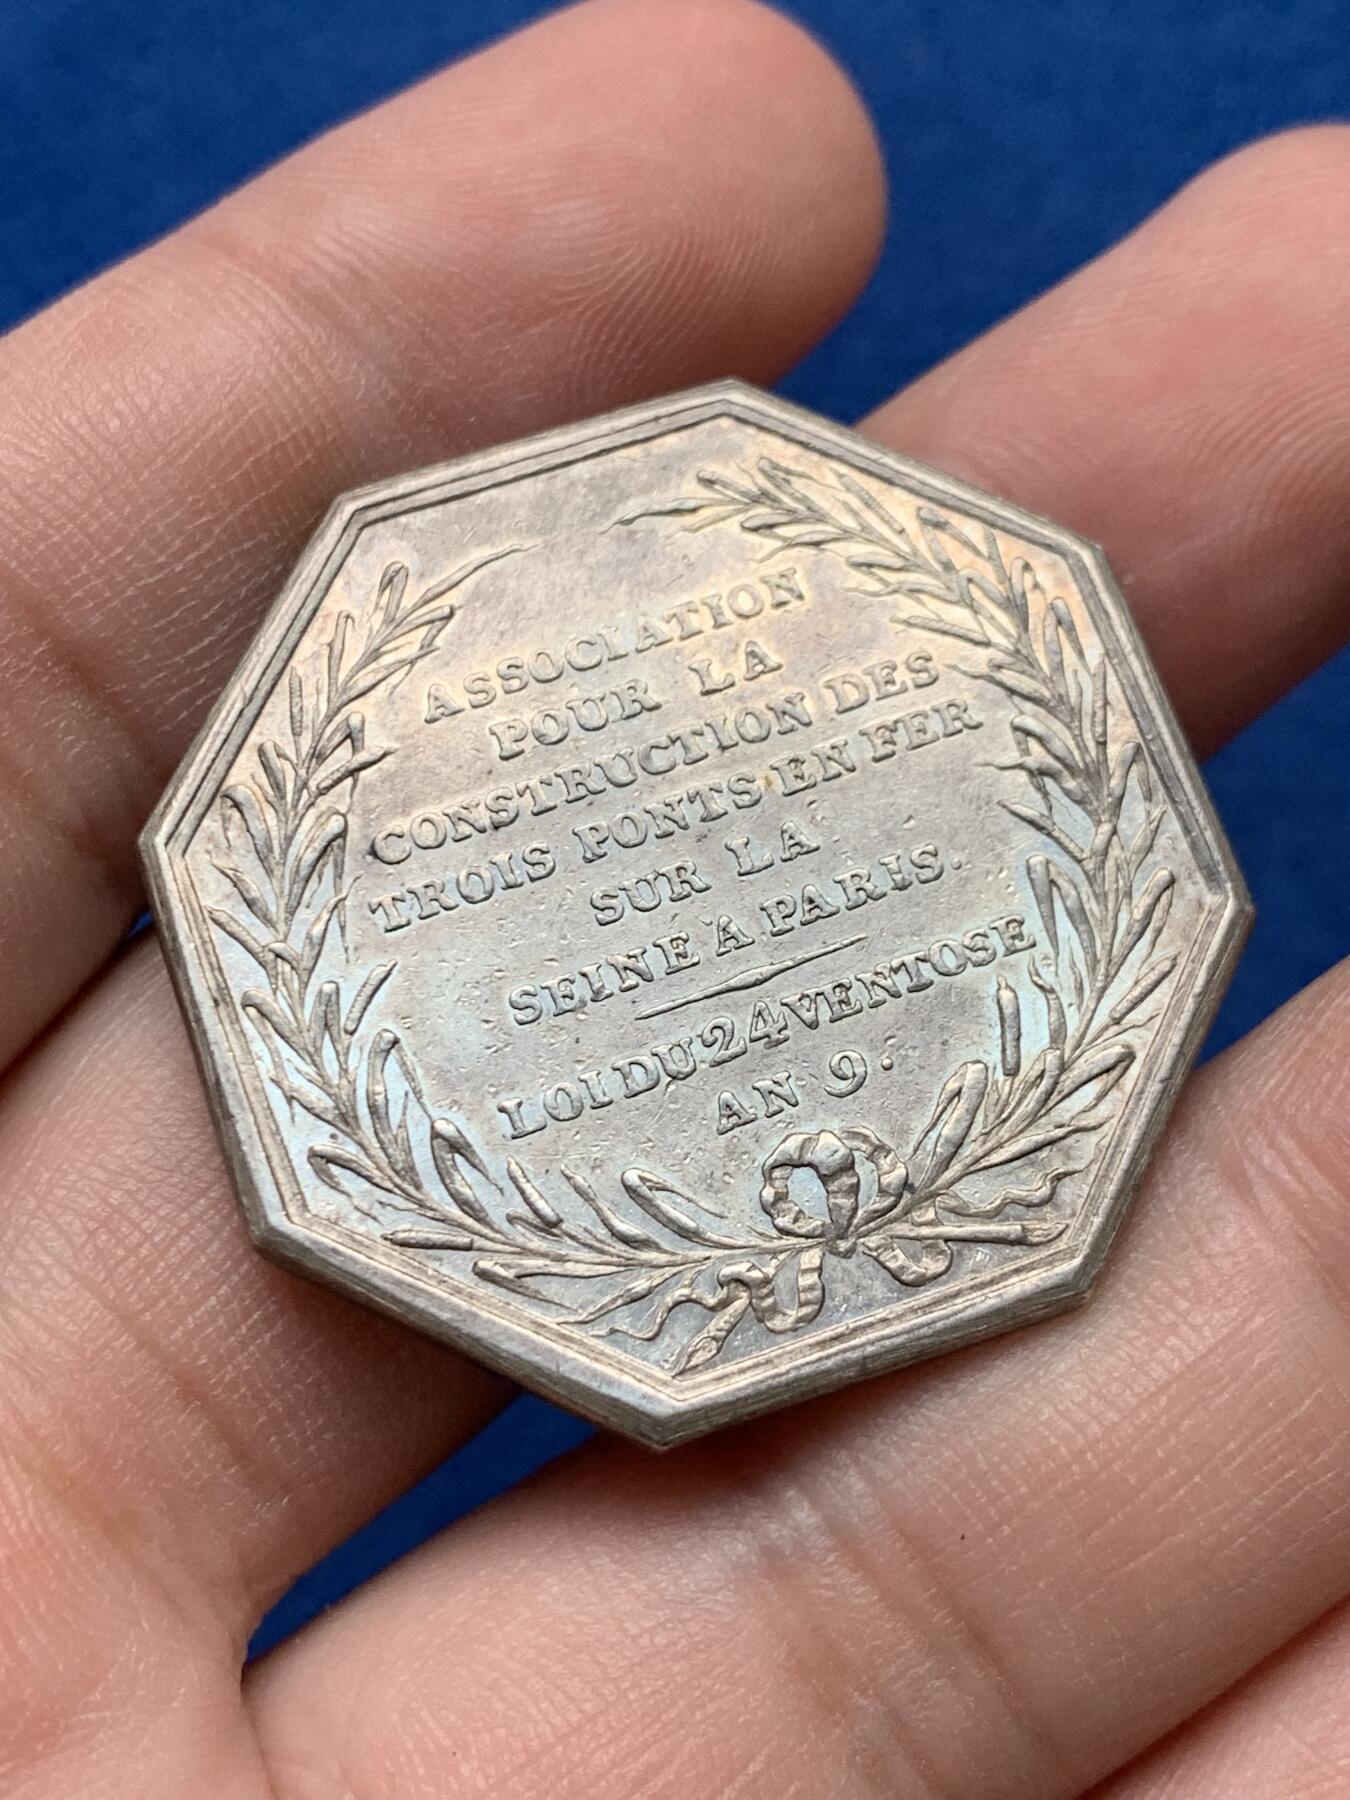 ASSOCIATION
POUR LA
CONSTRUCTION DES
TROIS PONTS EN FER
SUR LA
SEINE A PARIS.
LOI DU 24 VENTOSE
AN 9.